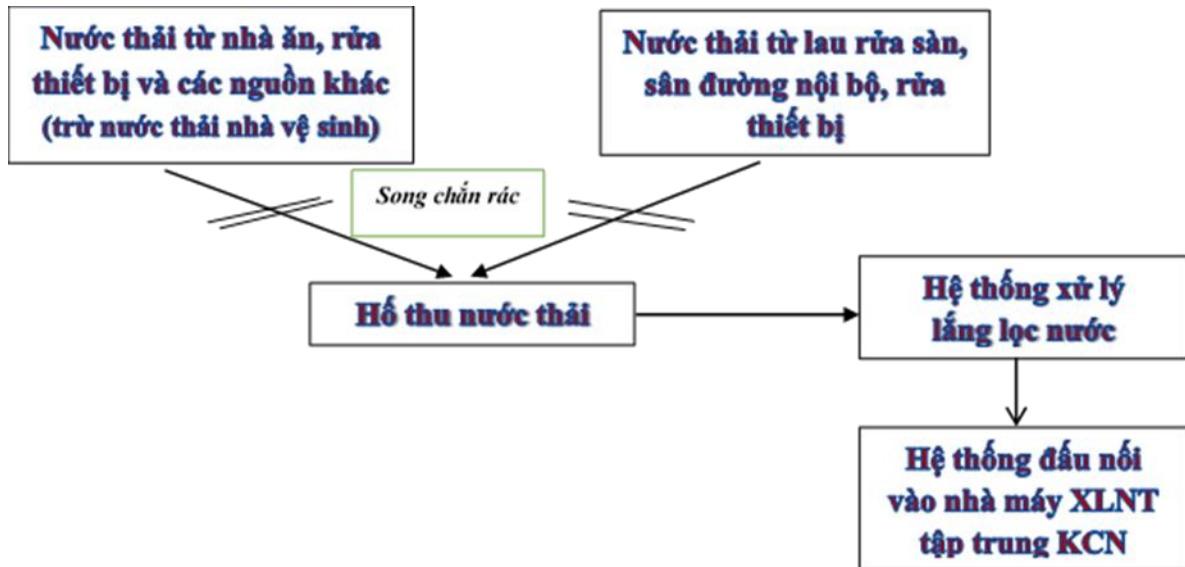 Nước thải từ nhà ăn, rửa
thiết bị và các nguồn khác
(trừ nước thải nhà vệ sinh)
Nước thải từ lau rửa sàn,
sân đường nội bộ, rửa
thiết bị
Song chắn rác
Hố thu nước thải
Hệ thống xử lý
lắng lọc nước
Hệ thống đấu nối
vào nhà máy XLNT
tập trung KCN